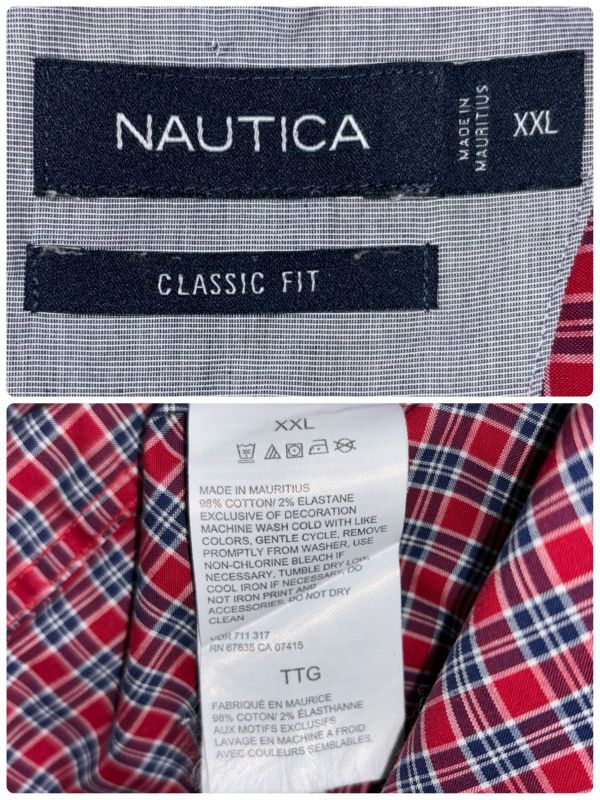 NAUTICA
MADE IN
MAURITIUS
XXL
CLASSIC FIT
XXL
MADE IN MAURITIUS
98% COTTON/ 2% ELASTANE
EXCLUSIVE OF DECORATION
MACHINE WASH COLD WITH LIKE
COLORS, GENTLE CYCLE, REMOVE
PROMPTLY FROM WASHER, USE
NON-CHLORINE BLEACH IF
NECESSARY, TUMBLE DRY LOW,
COOL IRON IF NECESSARY. DO
NOT IRON PRINT AND
ACCESSORIES. DO NOT DRY
CLEAN
VDR 711 317
RN 67835 CA 07415
TTG
FABRIQUÉ EN MAURICE
98% COTON/ 2% ÉLASTHANNE
AUX MOTIFS EXCLUSIFS
LAVAGE EN MACHINE A FROID
AVEC COULEURS SEMBLABLES,